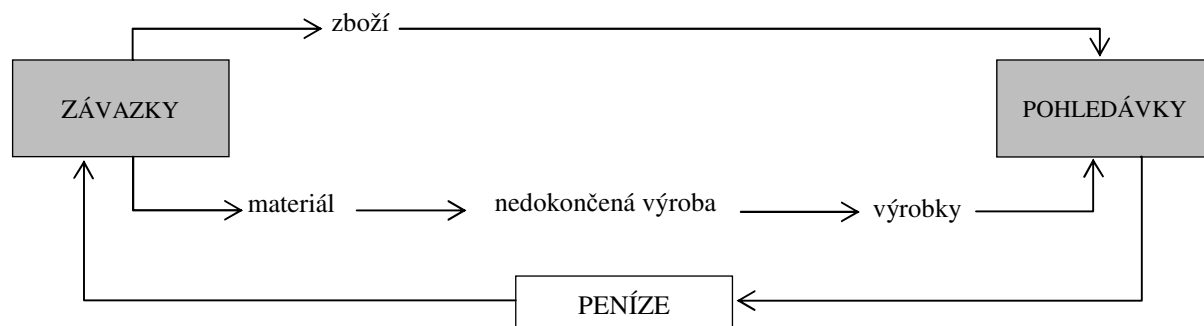 zboží
ZÁVAZKY
POHLEDÁVKY
materiál
nedokončená výroba
výrobky
PENÍZE